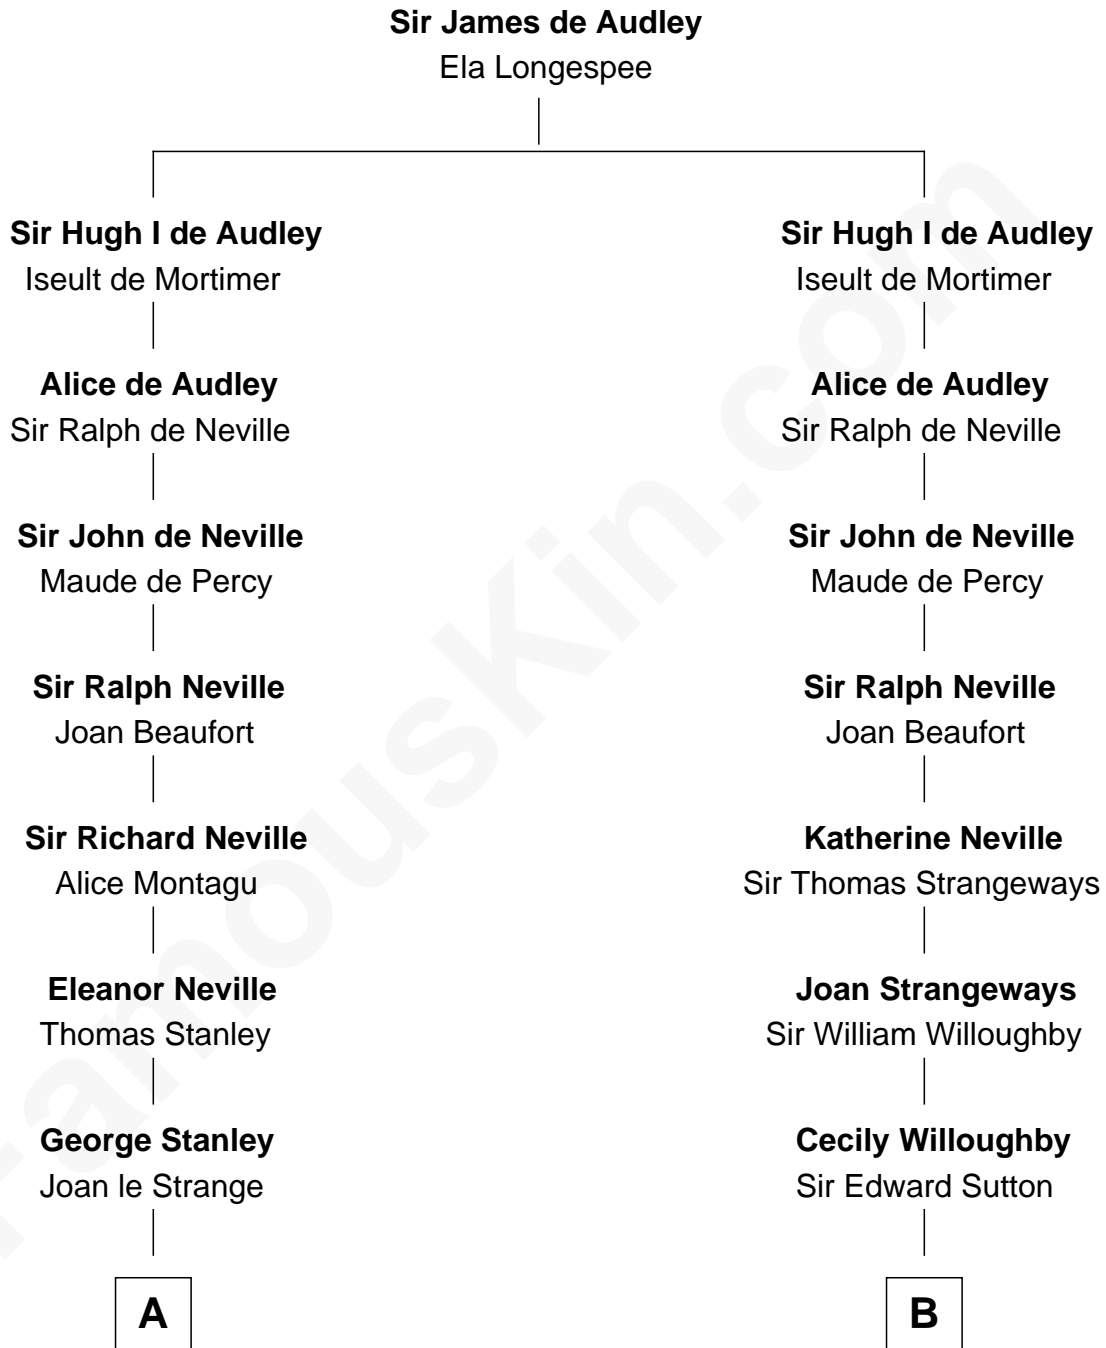 Sir James de Audley
Ela Longespee
Sir Hugh I de Audley
Iseult de Mortimer
Sir Hugh I de Audley
Iseult de Mortimer
Alice de Audley
Sir Ralph de Neville
Alice de Audley
Sir Ralph de Neville
Sir John de Neville
Maude de Percy
Sir John de Neville
Maude de Percy
Sir Ralph Neville
Joan Beaufort
Sir Ralph Neville
Joan Beaufort
Sir Richard Neville
Alice Montagu
Katherine Neville
Sir Thomas Strangeways
Eleanor Neville
Thomas Stanley
Joan Strangeways
Sir William Willoughby
George Stanley
Joan le Strange
Cecily Willoughby
Sir Edward Sutton
A
B
FamousKin.com